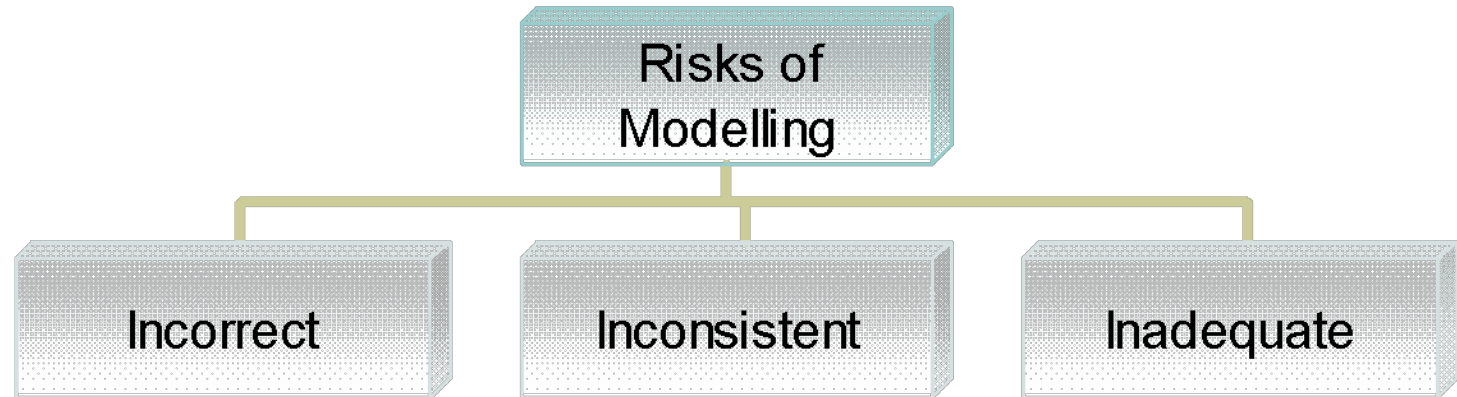 Risks of
Modelling
Incorrect
Inconsistent
Inadequate